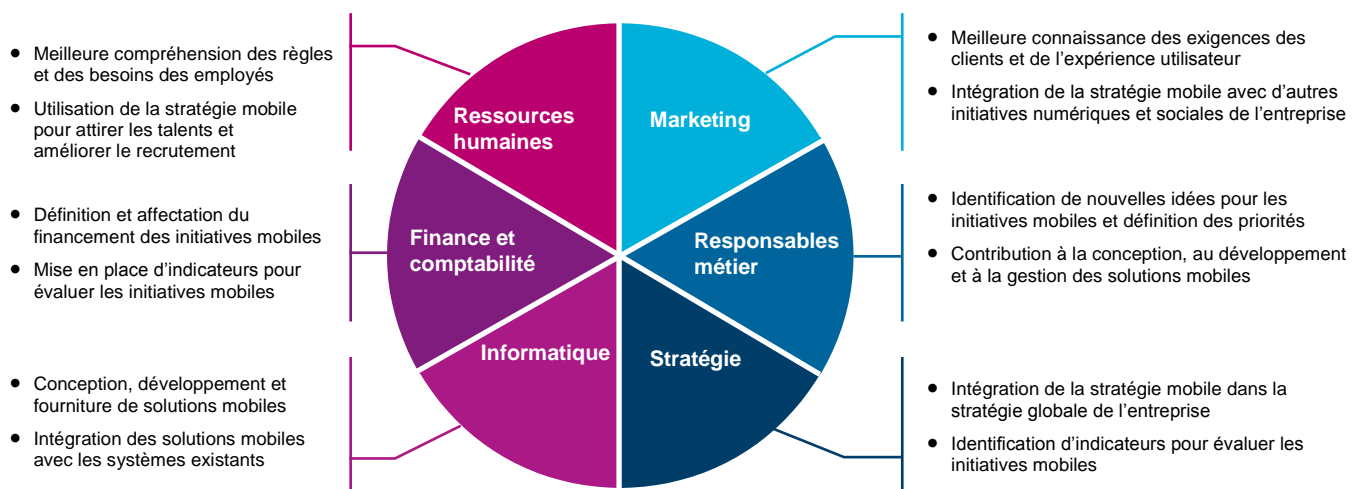 • Meilleure compréhension des règles
et des besoins des employés
• Utilisation de la stratégie mobile
pour attirer les talents et
améliorer le recrutement
• Définition et affectation du
financement des initiatives mobiles
• Mise en place d’indicateurs pour
évaluer les initiatives mobiles
• Conception, développement et
fourniture de solutions mobiles
• Intégration des solutions mobiles
avec les systèmes existants
Ressources
humaines
Marketing
Finance et
comptabilité
Responsables
métier
Informatique
Stratégie
• Meilleure connaissance des exigences des
clients et de l’expérience utilisateur
• Intégration de la stratégie mobile avec d’autres
initiatives numériques et sociales de l’entreprise
• Identification de nouvelles idées pour les
initiatives mobiles et définition des priorités
• Contribution à la conception, au développement
et à la gestion des solutions mobiles
• Intégration de la stratégie mobile dans la
stratégie globale de l’entreprise
• Identification d’indicateurs pour évaluer les
initiatives mobiles